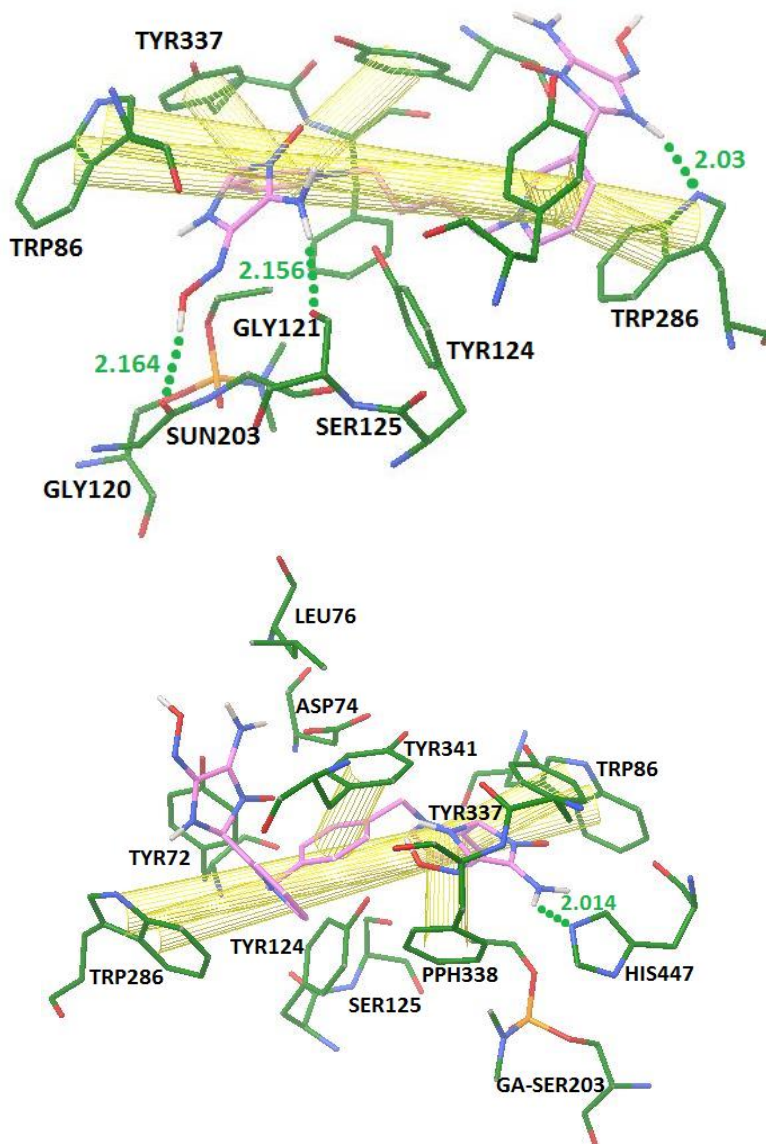 TYR337
2.03
TRP86
2.156
GLY121
TRP286
TYR124
2.164
SUN203
SER125
GLY120
LEU76
ASP74
TYR341
TRP86
TYR337
TYR72
2.014
TYR124
TRP286
PPH338
HIS447
SER125
GA-SER203